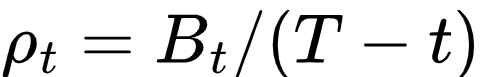 ρ_t = B_t/(T − t)